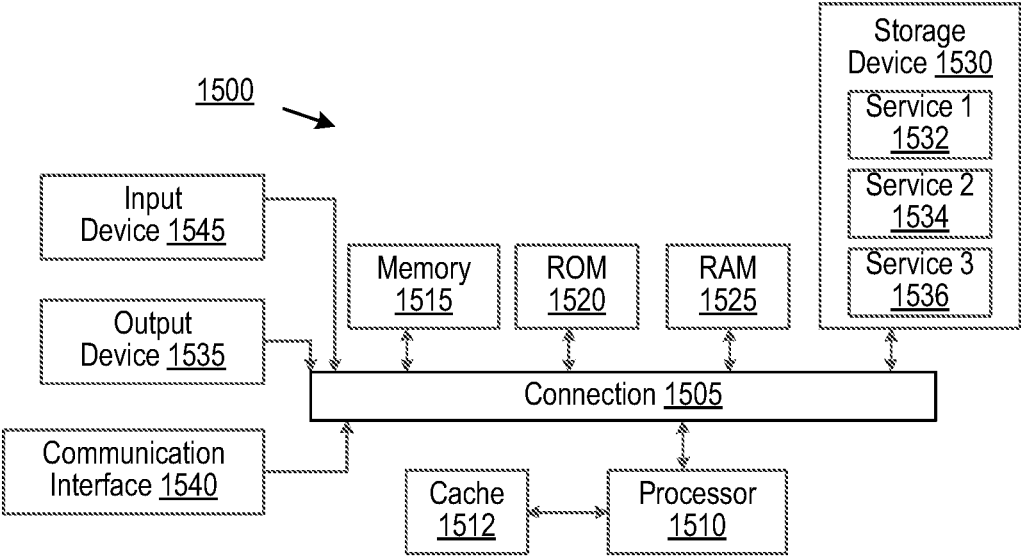 1500
Storage
Device 1530
Service 1
1532
Service 2
1534
Service 3
1536
Input
Device 1545
Memory
1515
ROM
1520
RAM
1525
Output
Device 1535
Connection 1505
Communication
Interface 1540
Cache
1512
Processor
1510